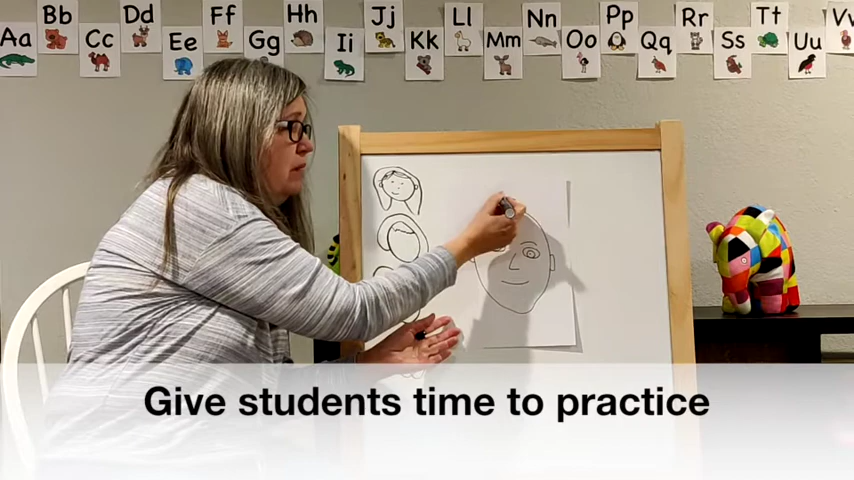 Aa Bb Cc Dd Ee Ff Gg Hh Ii Jj Kk Ll Mm Nn Oo Pp Qq Rr Ss Tt Uu Vv
Give students time to practice